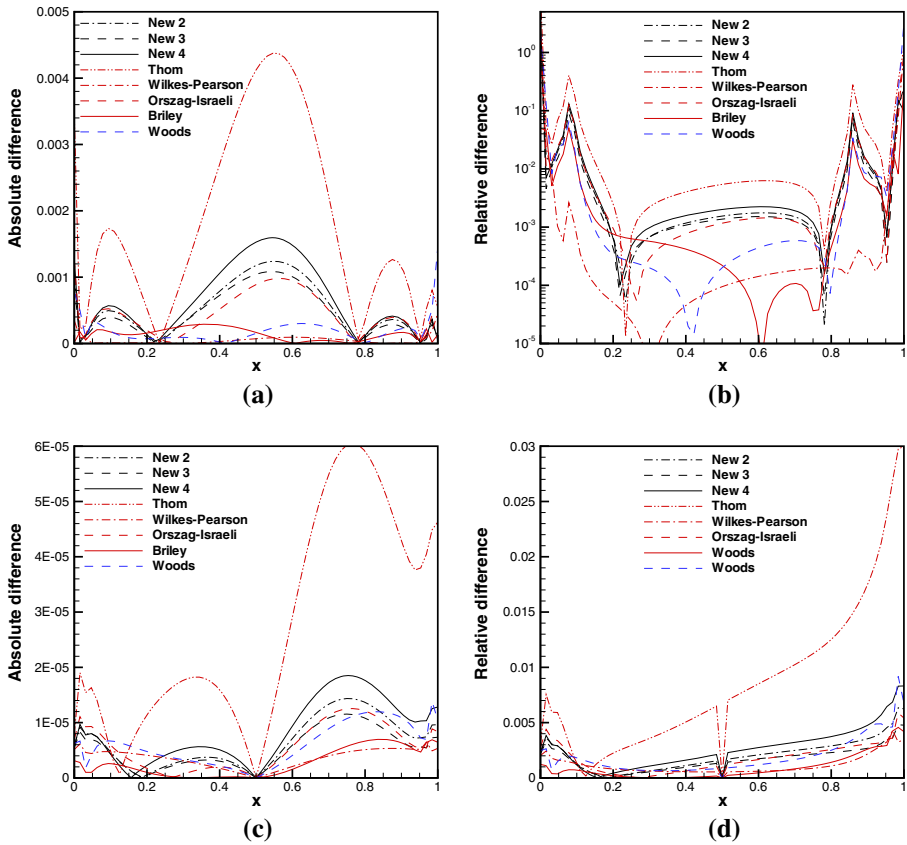 0.005
0.004
0.003
0.002
0.001
0
Absolute difference
New 2
New 3
New 4
Thom
Wilkes-Pearson
Orszag-Israeli
Briley
Woods
0 0.2 0.4 0.6 0.8 1
x
(a)
10^0
10^-1
10^-2
10^-3
10^-4
10^-5
Relative difference
New 2
New 3
New 4
Thom
Wilkes-Pearson
Orszag-Israeli
Briley
Woods
0 0.2 0.4 0.6 0.8 1
x
(b)
6E-05
5E-05
4E-05
3E-05
2E-05
1E-05
0
Absolute difference
New 2
New 3
New 4
Thom
Wilkes-Pearson
Orszag-Israeli
Briley
Woods
0 0.2 0.4 0.6 0.8 1
x
(c)
0.03
0.025
0.02
0.015
0.01
0.005
0
Relative difference
New 2
New 3
New 4
Thom
Wilkes-Pearson
Orszag-Israeli
Woods
Woods
0 0.2 0.4 0.6 0.8 1
x
(d)